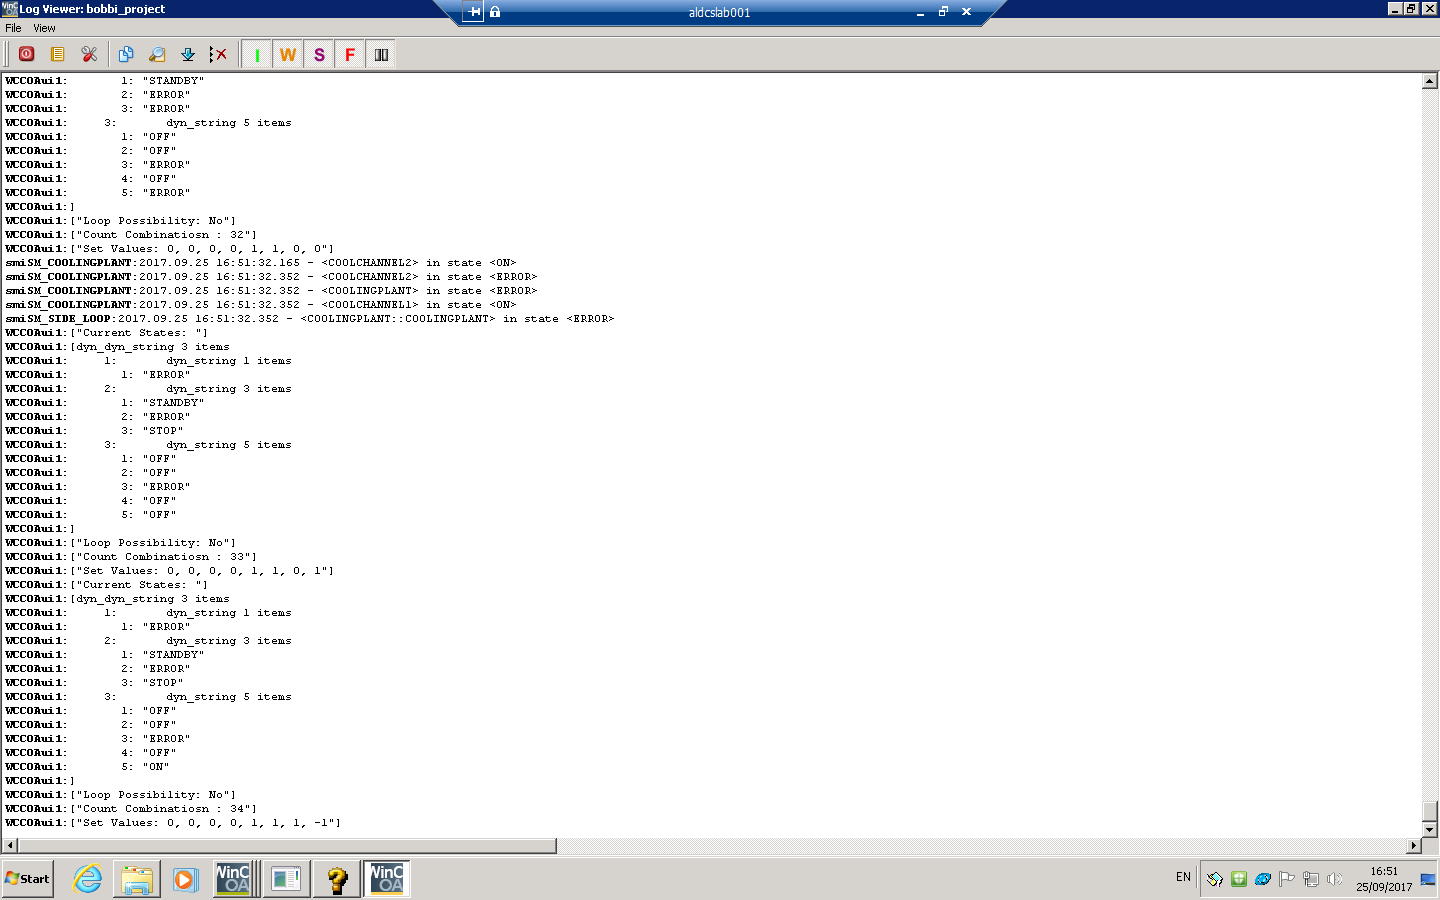 Log Viewer: bobbi_project
aldcslab001
File View
I W S F
WCCOAui1: 1: "STANDBY"
WCCOAui1: 2: "ERROR"
WCCOAui1: 3: "ERROR"
WCCOAui1: 3: dyn_string 5 items
WCCOAui1: 1: "OFF"
WCCOAui1: 2: "OFF"
WCCOAui1: 3: "ERROR"
WCCOAui1: 4: "OFF"
WCCOAui1: 5: "ERROR"
WCCOAui1:]
WCCOAui1:["Loop Possibility: No"]
WCCOAui1:["Count Combinatiosn : 32"]
WCCOAui1:["Set Values: 0, 0, 0, 0, 1, 1, 0, 0"]
smiSM_COOLINGPLANT:2017.09.25 16:51:32.165 - <COOLCHANNEL2> in state <ON>
smiSM_COOLINGPLANT:2017.09.25 16:51:32.352 - <COOLCHANNEL2> in state <ERROR>
smiSM_COOLINGPLANT:2017.09.25 16:51:32.352 - <COOLINGPLANT> in state <ERROR>
smiSM_COOLINGPLANT:2017.09.25 16:51:32.352 - <COOLCHANNEL1> in state <ON>
smiSM_SIDE_LOOP:2017.09.25 16:51:32.352 - <COOLINGPLANT::COOLINGPLANT> in state <ERROR>
WCCOAui1:["Current States: "]
WCCOAui1:[dyn_dyn_string 3 items
WCCOAui1: 1: dyn_string 1 items
WCCOAui1: 1: "ERROR"
WCCOAui1: 2: dyn_string 3 items
WCCOAui1: 1: "STANDBY"
WCCOAui1: 2: "ERROR"
WCCOAui1: 3: "STOP"
WCCOAui1: 3: dyn_string 5 items
WCCOAui1: 1: "OFF"
WCCOAui1: 2: "OFF"
WCCOAui1: 3: "ERROR"
WCCOAui1: 4: "OFF"
WCCOAui1: 5: "OFF"
WCCOAui1:]
WCCOAui1:["Loop Possibility: No"]
WCCOAui1:["Count Combinatiosn : 33"]
WCCOAui1:["Set Values: 0, 0, 0, 0, 1, 1, 0, 1"]
WCCOAui1:["Current States: "]
WCCOAui1:[dyn_dyn_string 3 items
WCCOAui1: 1: dyn_string 1 items
WCCOAui1: 1: "ERROR"
WCCOAui1: 2: dyn_string 3 items
WCCOAui1: 1: "STANDBY"
WCCOAui1: 2: "ERROR"
WCCOAui1: 3: "STOP"
WCCOAui1: 3: dyn_string 5 items
WCCOAui1: 1: "OFF"
WCCOAui1: 2: "OFF"
WCCOAui1: 3: "ERROR"
WCCOAui1: 4: "OFF"
WCCOAui1: 5: "ON"
WCCOAui1:]
WCCOAui1:["Loop Possibility: No"]
WCCOAui1:["Count Combinatiosn : 34"]
WCCOAui1:["Set Values: 0, 0, 0, 0, 1, 1, 1, -1"]
Start
WinC OA
WinC OA
EN
16:51
25/09/2017